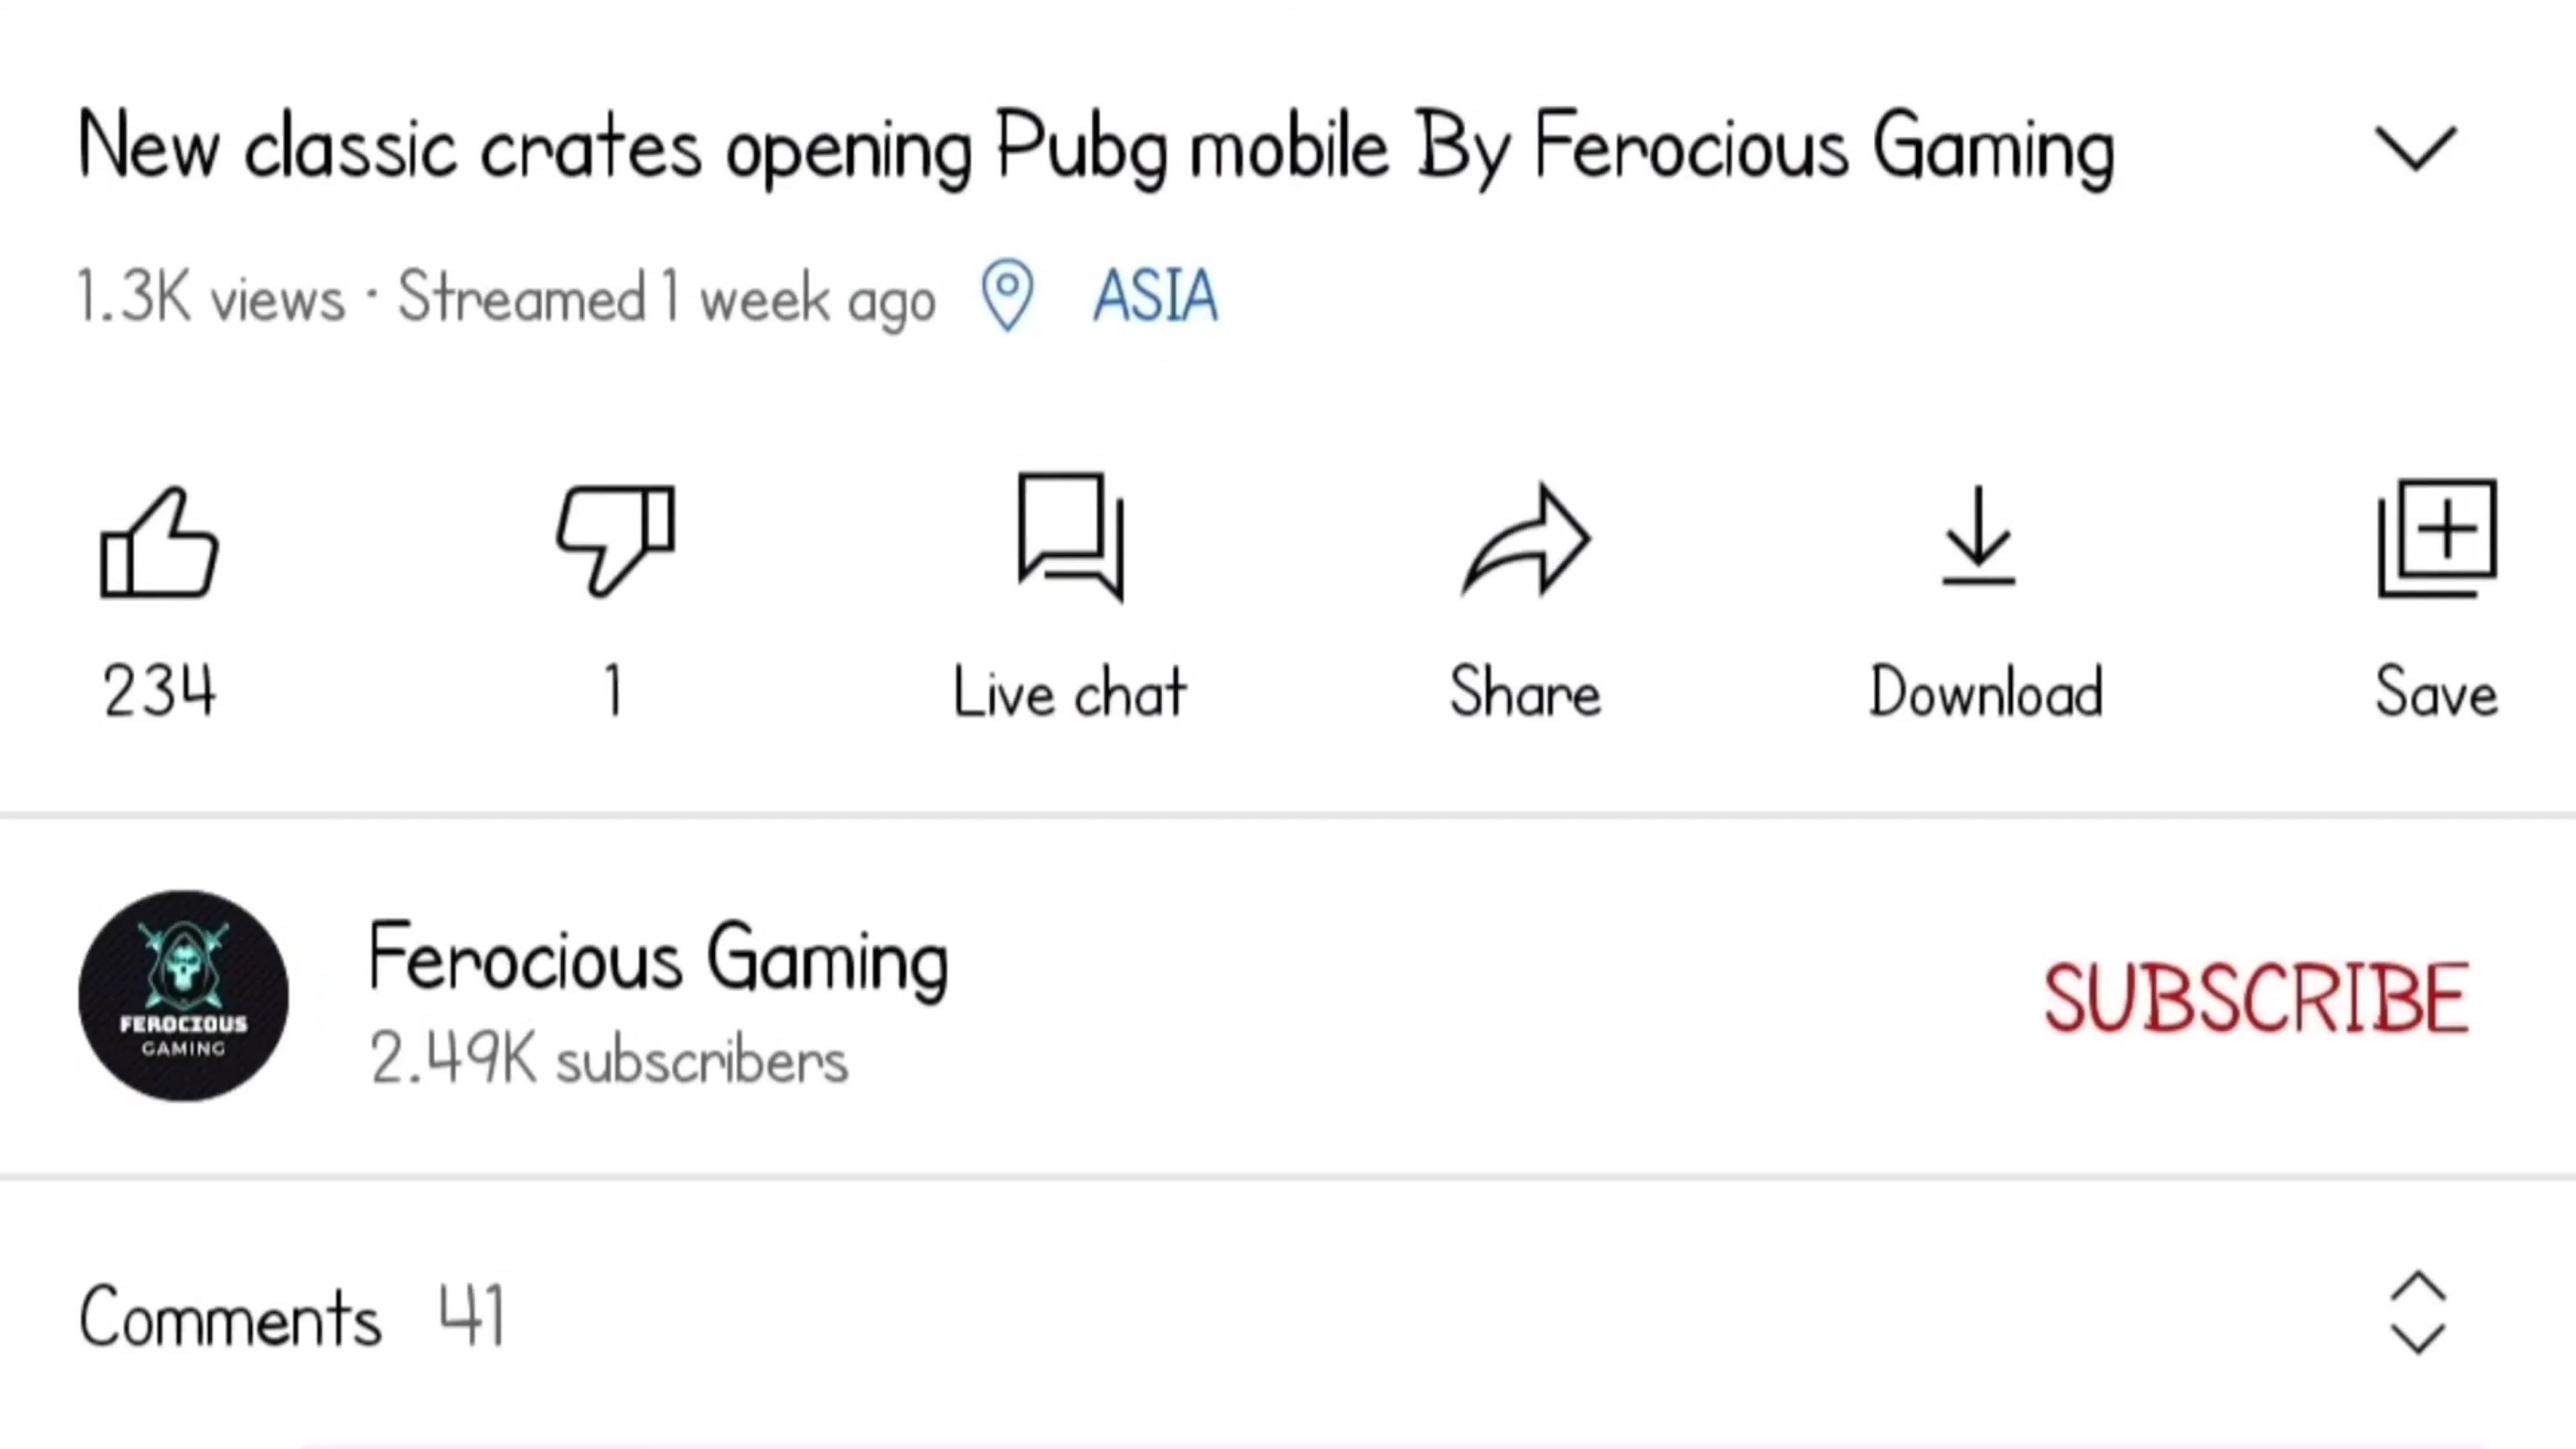 New classic crates opening Pubg mobile By Ferocious Gaming
1.3K views · Streamed 1 week ago ASIA
234 1 Live chat Share Download Save
FEROCIOUS
GAMING
Ferocious Gaming
2.49K subscribers
SUBSCRIBE
Comments 41